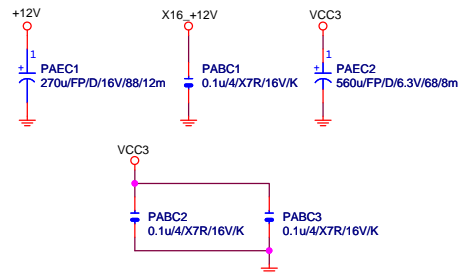 +12V
X16_+12V
VCC3
1
+
PAEC1
270u/FP/D/16V/88/12m
PABC1
0.1u/4/X7R/16V/K
1
+
PAEC2
560u/FP/D/6.3V/68/8m
VCC3
PABC2
0.1u/4/X7R/16V/K
PABC3
0.1u/4/X7R/16V/K